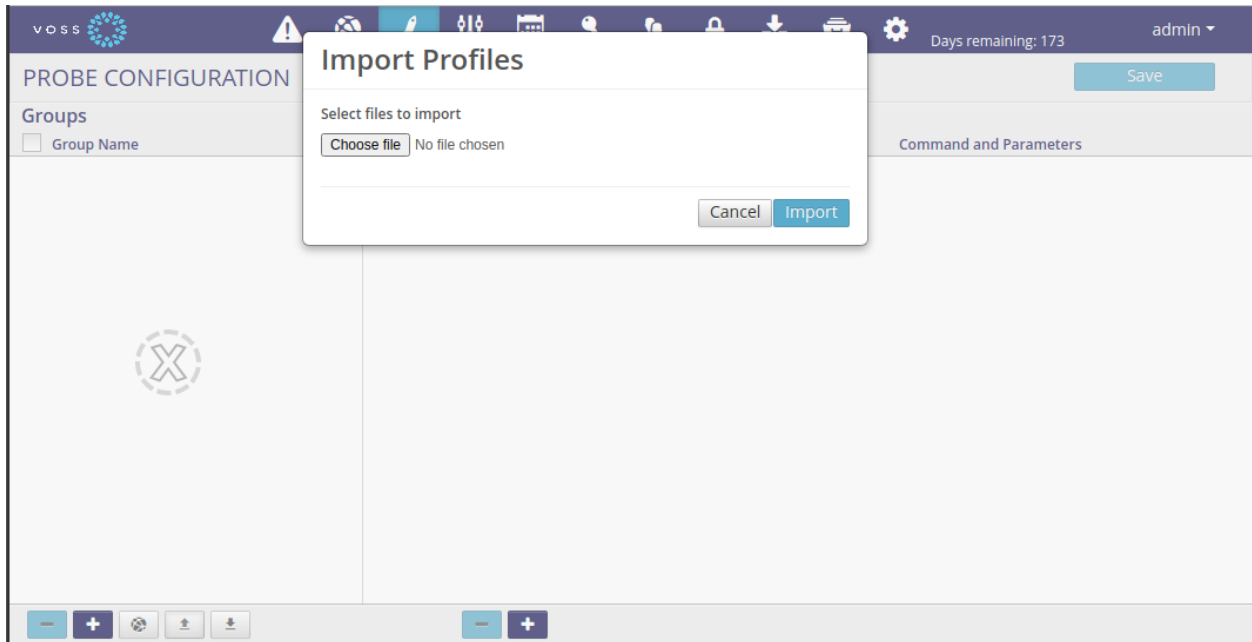 voss
Days remaining: 173
admin
PROBE CONFIGURATION
Import Profiles
Save
Groups
Select files to import
Group Name
Choose file No file chosen
Command and Parameters
Cancel Import